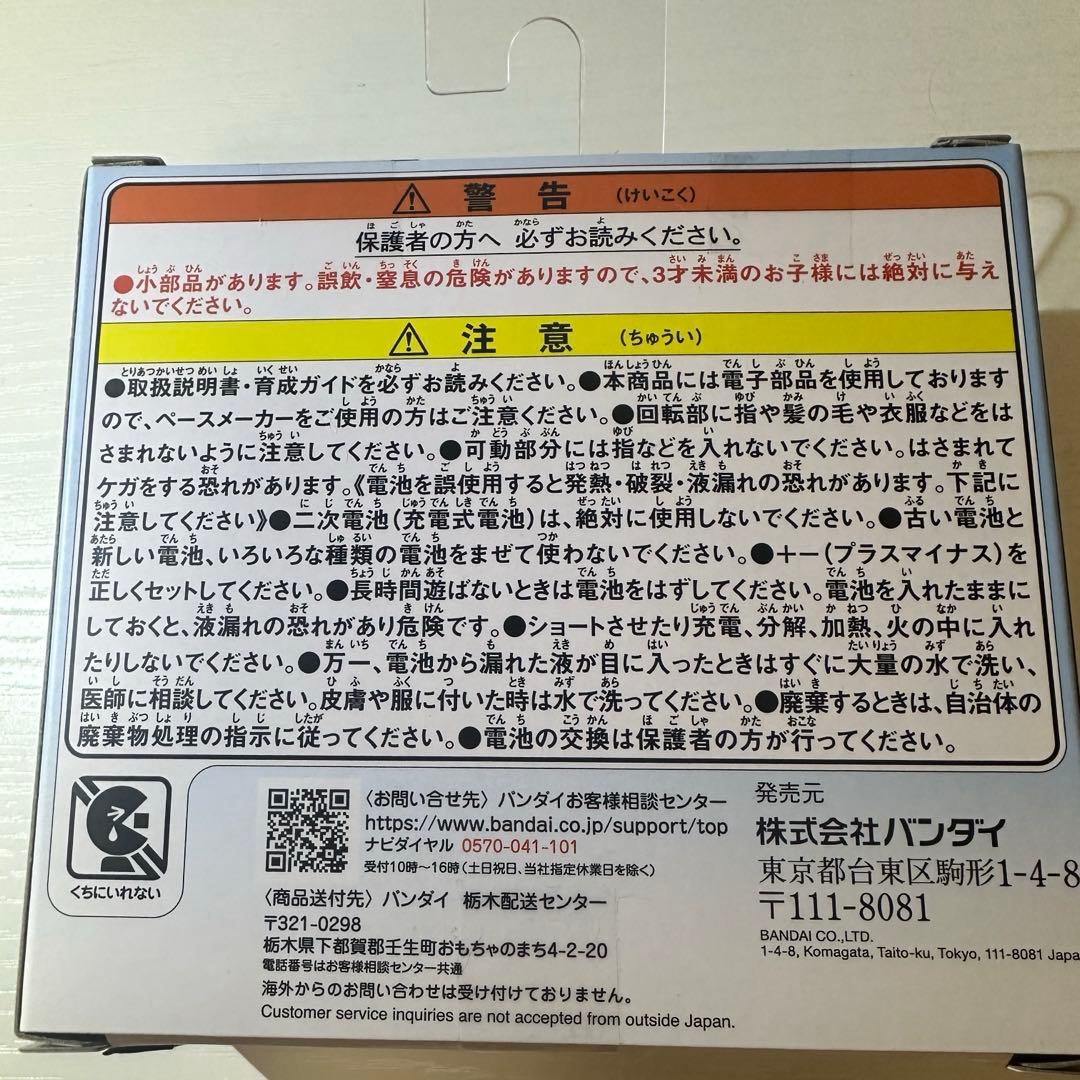 ⚠ 警告 (けいこく)
保護者の方へ 必ずお読みください。
●小部品があります。誤飲・窒息の危険がありますので、3才未満のお子様には絶対に与え
ないでください。
⚠ 注意 (ちゅうい)
●取扱説明書・育成ガイドを必ずお読みください。●本商品には電子部品を使用しております
ので、ペースメーカーをご使用の方はご注意ください。●回転部に指や髪の毛や衣服などをは
さまれないように注意してください。●可動部分には指などを入れないでください。はさまれて
ケガをする恐れがあります。《電池を誤使用すると発熱・破裂・液漏れの恐れがあります。下記に
注意してください》●二次電池(充電式電池)は、絶対に使用しないでください。●古い電池と
新しい電池、いろいろな種類の電池をまぜて使わないでください。●+−(プラスマイナス)を
正しくセットしてください。●長時間遊ばないときは電池をはずしてください。電池を入れたままに
しておくと、液漏れの恐れがあり危険です。●ショートさせたり充電、分解、加熱、火の中に入れ
たりしないでください。●万一、電池から漏れた液が目に入ったときはすぐに大量の水で洗い、
医師に相談してください。皮膚や服に付いた時は水で洗ってください。●廃棄するときは、自治体の
廃棄物処理の指示に従ってください。●電池の交換は保護者の方が行ってください。
くちにいれない
〈お問い合せ先〉バンダイお客様相談センター
https://www.bandai.co.jp/support/top
ナビダイヤル 0570-041-101
受付10時〜16時(土日祝日、当社指定休業日を除く)
〈商品送付先〉バンダイ 栃木配送センター
〒321-0298
栃木県下都賀郡壬生町おもちゃのまち4-2-20
電話番号はお客様相談センター共通
海外からのお問い合わせは受け付けておりません。
Customer service inquiries are not accepted from outside Japan.
発売元
株式会社バンダイ
東京都台東区駒形1-4-8
〒111-8081
BANDAI CO.,LTD.
1-4-8, Komagata, Taito-ku, Tokyo, 111-8081 Japa